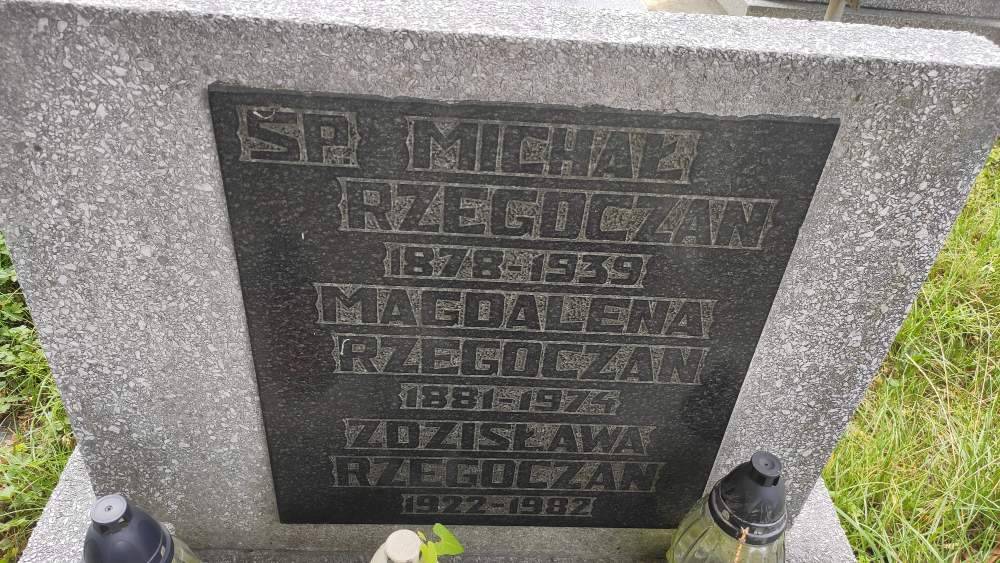 SP. MICHAŁ
RZEGOCZAN
1878-1939
MAGDALENA
RZEGOCZAN
1881-1974
ZDZISŁAWA
RZEGOCZAN
1922-1982